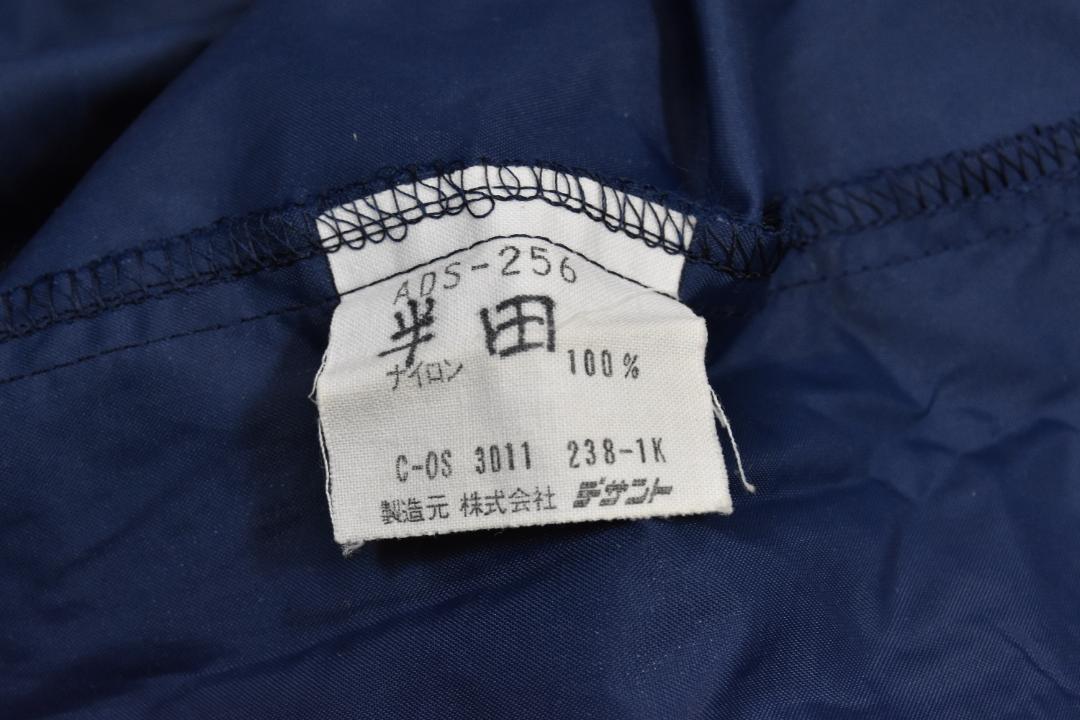 ADS-256
半田
ナイロン 100%
C-OS 3011 238-1K
製造元 株式会社 デサント